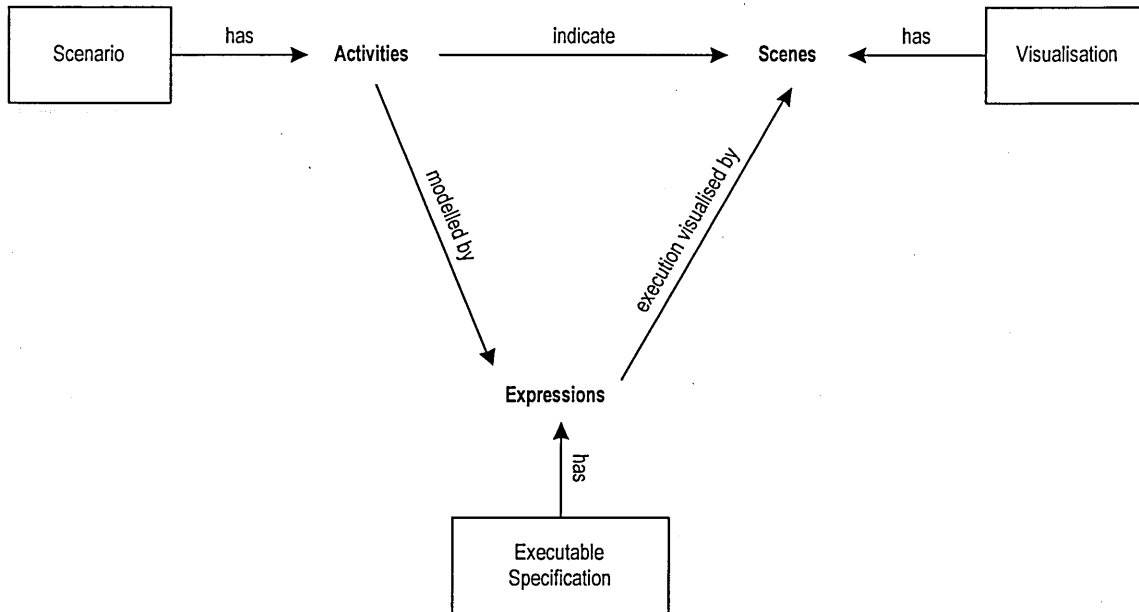 Scenario
has
Activities
indicate
Scenes
has
Visualisation
modelled by
execution visualised by
Expressions
has
Executable
Specification